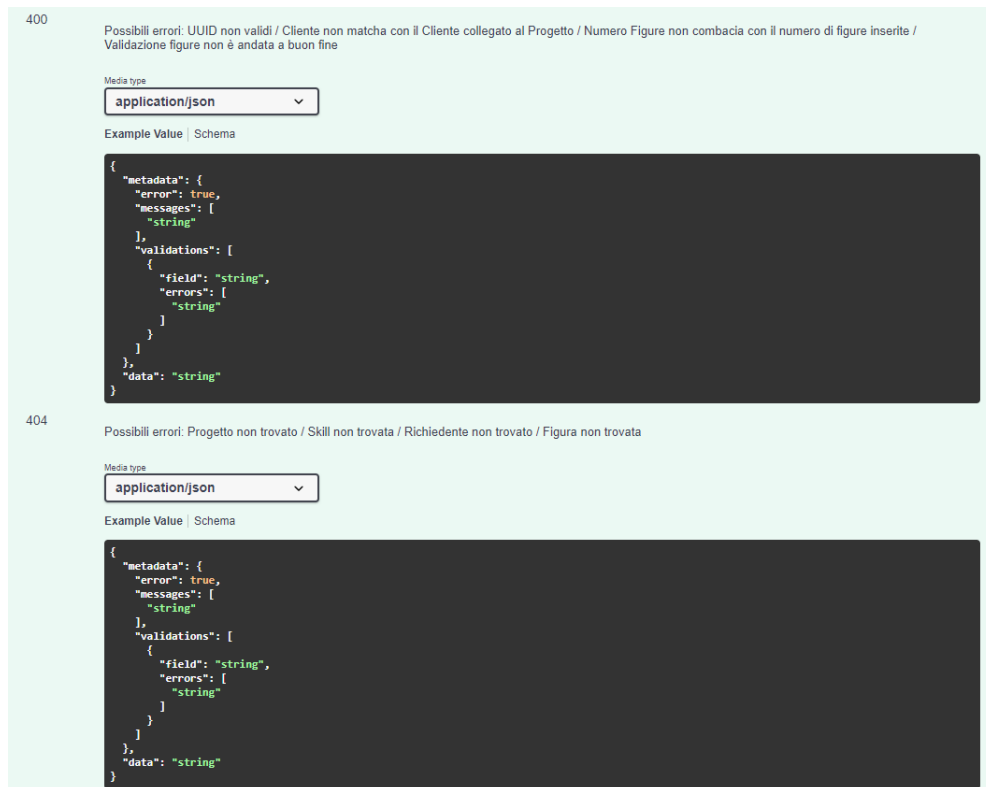 400
Possibili errori: UUID non validi / Cliente non matcha con il Cliente collegato al Progetto / Numero Figure non combacia con il numero di figure inserite /
Validazione figure non è andata a buon fine
Media type
application/json
Example Value | Schema
{
  "metadata": {
    "error": true,
    "messages": [
      "string"
    ],
    "validations": [
      {
        "field": "string",
        "errors": [
          "string"
        ]
      }
    ]
  },
  "data": "string"
}
404
Possibili errori: Progetto non trovato / Skill non trovata / Richiedente non trovato / Figura non trovata
Media type
application/json
Example Value | Schema
{
  "metadata": {
    "error": true,
    "messages": [
      "string"
    ],
    "validations": [
      {
        "field": "string",
        "errors": [
          "string"
        ]
      }
    ]
  },
  "data": "string"
}